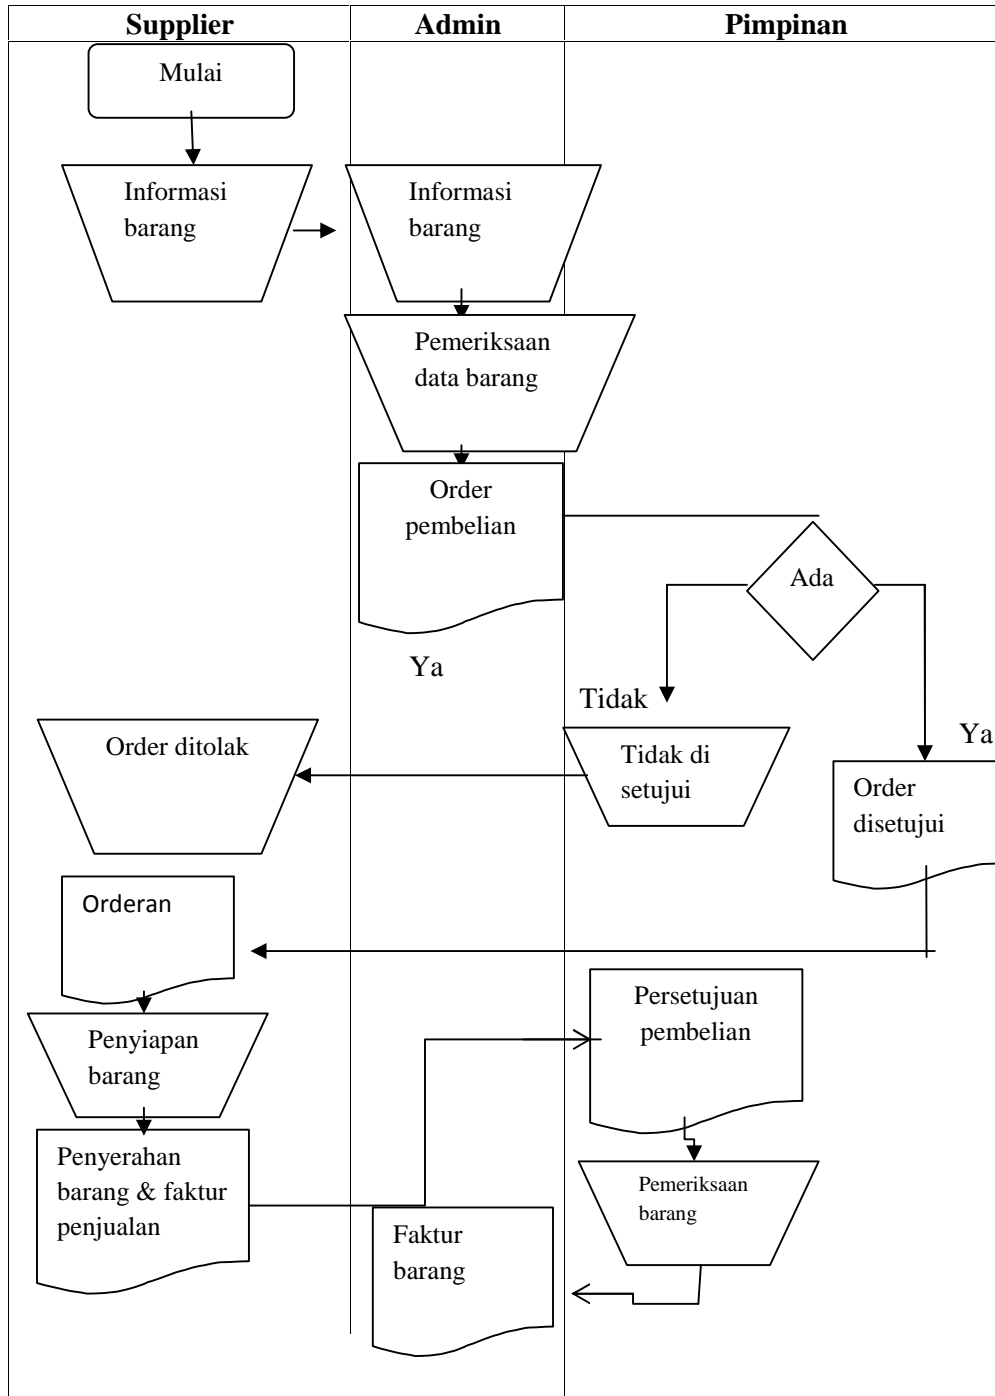 Supplier
Admin
Pimpinan
Mulai
Informasi
barang
Informasi
barang
Pemeriksaan
data barang
Order
pembelian
Ada
Ya
Tidak
Ya
Order ditolak
Tidak di
setujui
Order
disetujui
Orderan
Penyiapan
barang
Persetujuan
pembelian
Penyerahan
barang & faktur
penjualan
Pemeriksaan
barang
Faktur
barang